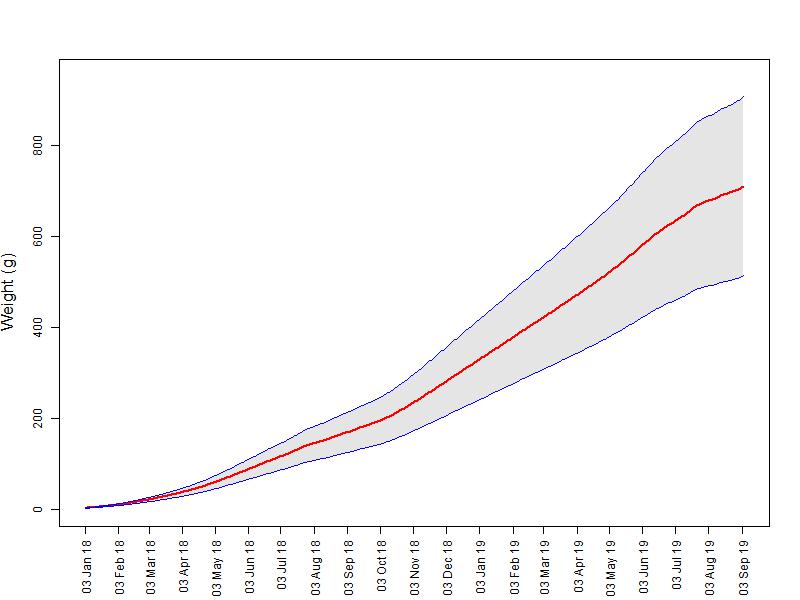 800
600
400
200
0
Weight (g)
03 Jan 18
03 Feb 18
03 Mar 18
03 Apr 18
03 May 18
03 Jun 18
03 Jul 18
03 Aug 18
03 Sep 18
03 Oct 18
03 Nov 18
03 Dec 18
03 Jan 19
03 Feb 19
03 Mar 19
03 Apr 19
03 May 19
03 Jun 19
03 Jul 19
03 Aug 19
03 Sep 19